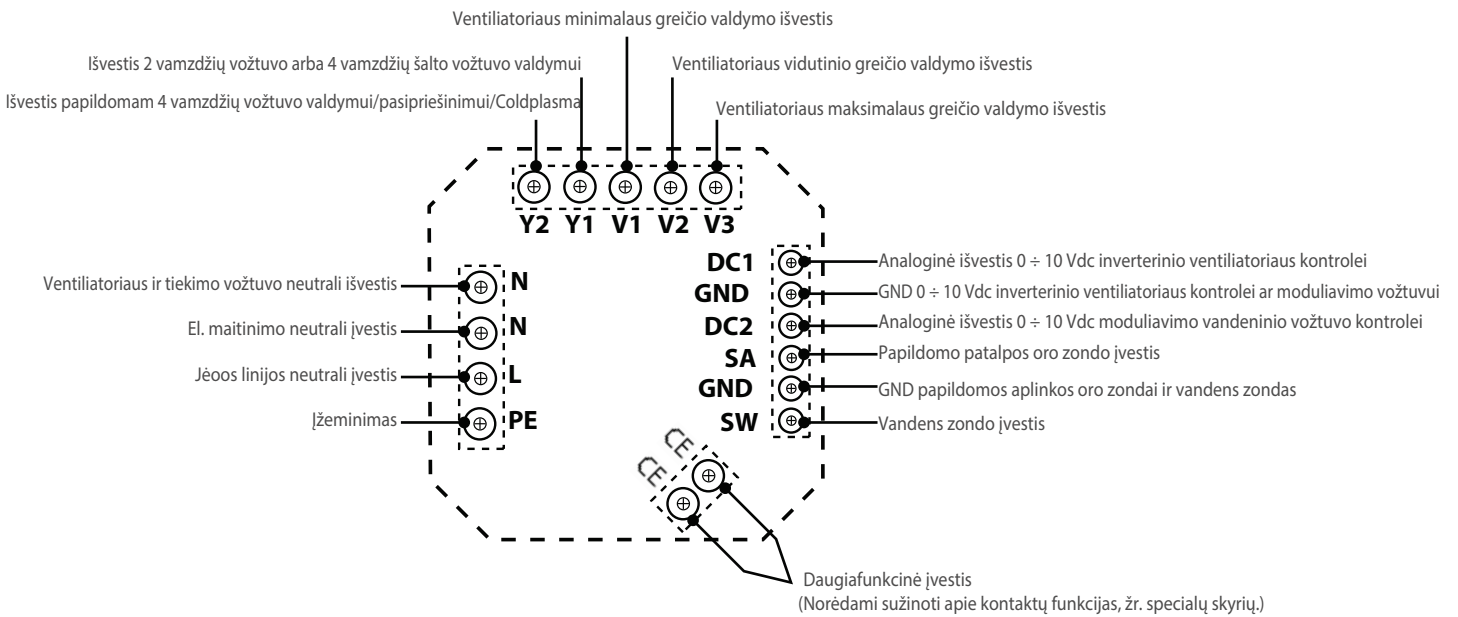 Ventiliatoriaus minimalaus greičio valdymo išvestis
Išvestis 2 vamzdžių vožtuvo arba 4 vamzdžių šalto vožtuvo valdymui
Ventiliatoriaus vidutinio greičio valdymo išvestis
Išvestis papildomam 4 vamzdžių vožtuvo valdymui/pasipriešinimui/Coldplasma
Ventiliatoriaus maksimalaus greičio valdymo išvestis
Y2 Y1 V1 V2 V3
Ventiliatoriaus ir tiekimo vožtuvo neutrali išvestis
N
El. maitinimo neutrali įvestis
N
Jėoos linijos neutrali įvestis
L
Įžeminimas
PE
DC1
Analoginė išvestis 0 ÷ 10 Vdc inverterinio ventiliatoriaus kontrolei
GND
GND 0 ÷ 10 Vdc inverterinio ventiliatoriaus kontrolei ar moduliavimo vožtuvui
DC2
Analoginė išvestis 0 ÷ 10 Vdc moduliavimo vandeninio vožtuvo kontrolei
SA
Papildomo patalpos oro zondo įvestis
GND
GND papildomos aplinkos oro zondai ir vandens zondas
SW
Vandens zondo įvestis
CE
CE
Daugiafunkcinė įvestis
(Norėdami sužinoti apie kontaktų funkcijas, žr. specialų skyrių.)